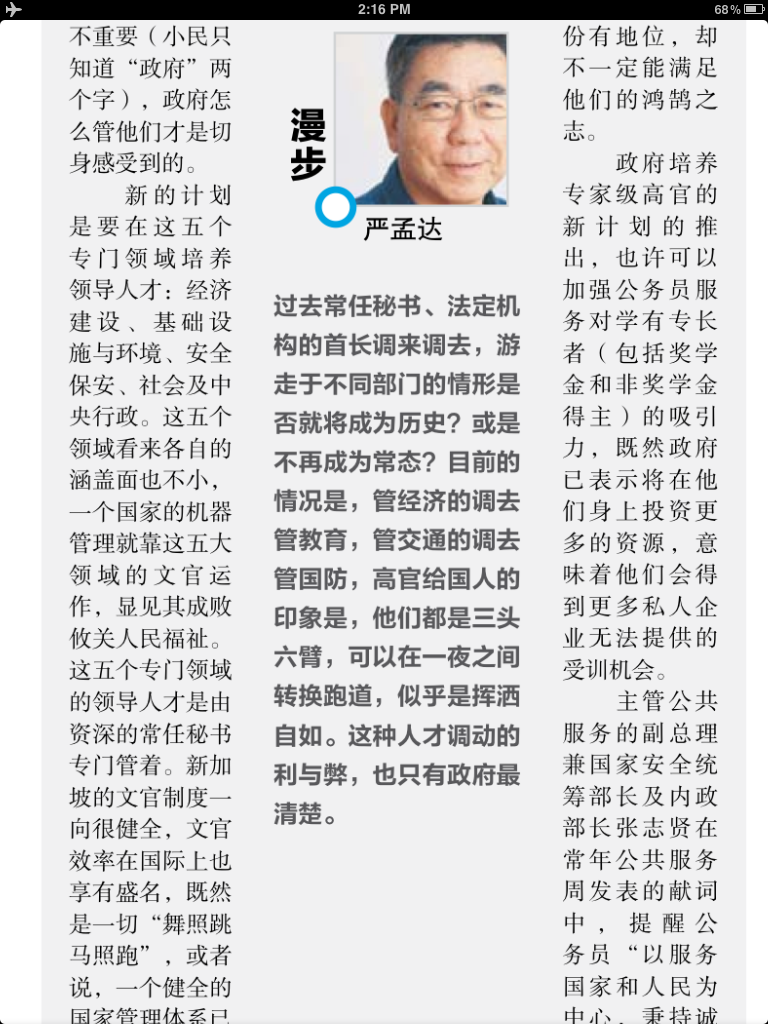 2:16 PM
68%
不重要（小民只
知道“政府”两
个字），政府怎
么管他们才是切
身感受到的。
新的计划
是要在这五个
专门领域培养
领导人才：经济
建设、基础设
施与环境、安全
保安、社会及中
央行政。这五个
领域看来各自的
涵盖面也不小，
一个国家的机器
管理就靠这五大
领域的文官运
作，显见其成败
攸关人民福祉。
这五个专门领域
的领导人才是由
资深的常任秘书
专门管着。新加
坡的文官制度一
向很健全，文官
效率在国际上也
享有盛名，既然
是一切“舞照跳
马照跑”，或者
说，一个健全的
国家管理体系已
漫步
严孟达
过去常任秘书、法定机
构的首长调来调去，游
走于不同部门的情形是
否就将成为历史？或是
不再成为常态？目前的
情况是，管经济的调去
管教育，管交通的调去
管国防，高官给国人的
印象是，他们都是三头
六臂，可以在一夜之间
转换跑道，似乎是挥洒
自如。这种人才调动的
利与弊，也只有政府最
清楚。
份有地位，却
不一定能满足
他们的鸿鹄之
志。
政府培养
专家级高官的
新计划的推
出，也许可以
加强公务员服
务对学有专长
者（包括奖学
金和非奖学金
得主）的吸引
力，既然政府
已表示将在他
们身上投资更
多的资源，意
味着他们会得
到更多私人企
业无法提供的
受训机会。
主管公共
服务的副总理
兼国家安全统
筹部长及内政
部长张志贤在
常年公共服务
周发表的献词
中，提醒公
务员“以服务
国家和人民为
中心，秉持诚